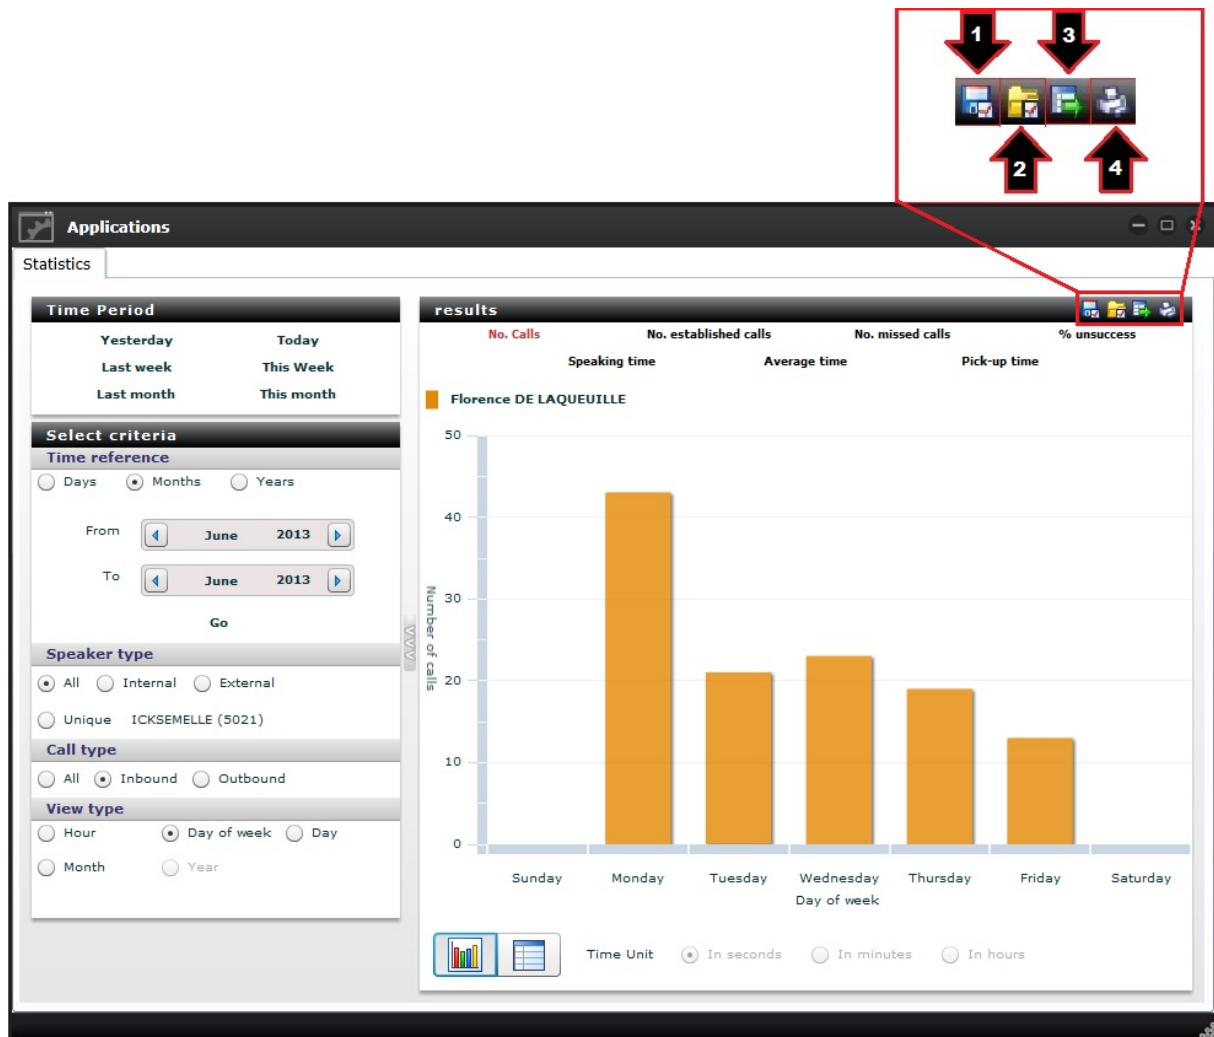 1 3
2 4
Applications
Statistics
Time Period
Yesterday Today
Last week This Week
Last month This month
Select criteria
Time reference
Days Months Years
From June 2013
To June 2013
Go
Speaker type
All Internal External
Unique ICKSEMELLE (5021)
Call type
All Inbound Outbound
View type
Hour Day of week Day
Month Year
results
No. Calls No. established calls No. missed calls % unsuccess
Speaking time Average time Pick-up time
Florence DE LAQUEUILLE
50
40
30
20
10
0
Number of calls
Sunday Monday Tuesday Wednesday Thursday Friday Saturday
Day of week
Time Unit In seconds In minutes In hours